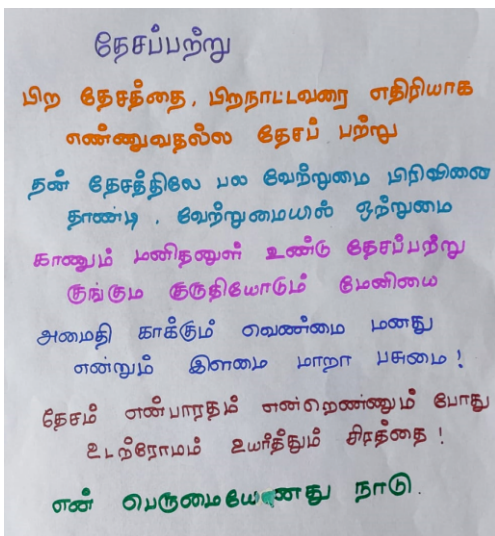 தேசப்பற்று
பிற தேசத்தை, பிறநாட்டவரை எதிரியாக
எண்ணுவதல்ல தேசப் பற்று
தன் தேசத்திலே பல வேற்றுமை பிரிவினை
தாண்டி, வேற்றுமையில் ஒற்றுமை
காணும் மனிதனுள் உண்டு தேசப்பற்று
குங்கும குருதியோடும் மேனியை
அமைதி காக்கும் வெண்மை மனது
என்றும் இளமை மாறா பசுமை!
தேசம் என்பாரதம் என்றெண்ணும் போது
உடற்ரோமம் உயர்த்தும் சிரத்தை!
என் பெருமையேனது நாடு.